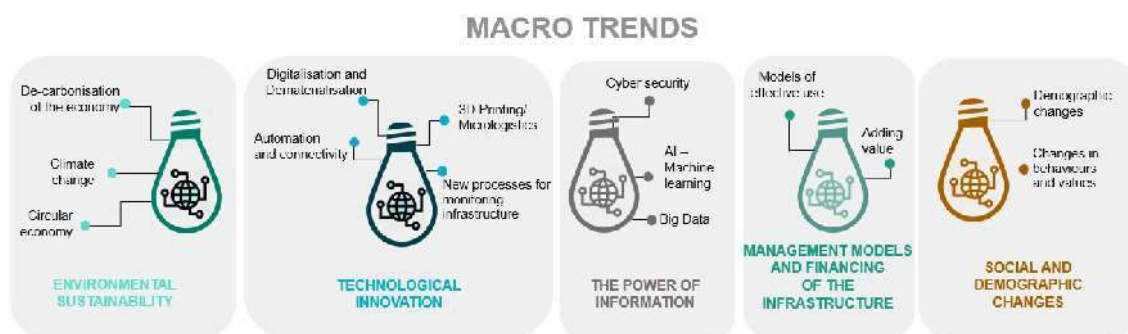 MACRO TRENDS
De-carbonisation
of the economy
Climate
change
Circular
economy
ENVIRONMENTAL
SUSTAINABILITY
Digitalisation and
Dematerialisation
Automation
and connectivity
3D Printing/
Micrologistics
New processes for
monitoring
infrastructure
TECHNOLOGICAL
INNOVATION
Cyber security
AI –
Machine
learning
Big Data
THE POWER OF
INFORMATION
Models of
effective use
Adding
value
MANAGEMENT MODELS
AND FINANCING
OF THE
INFRASTRUCTURE
Demographic
changes
Changes in
behaviours
and values
SOCIAL AND
DEMOGRAPHIC
CHANGES